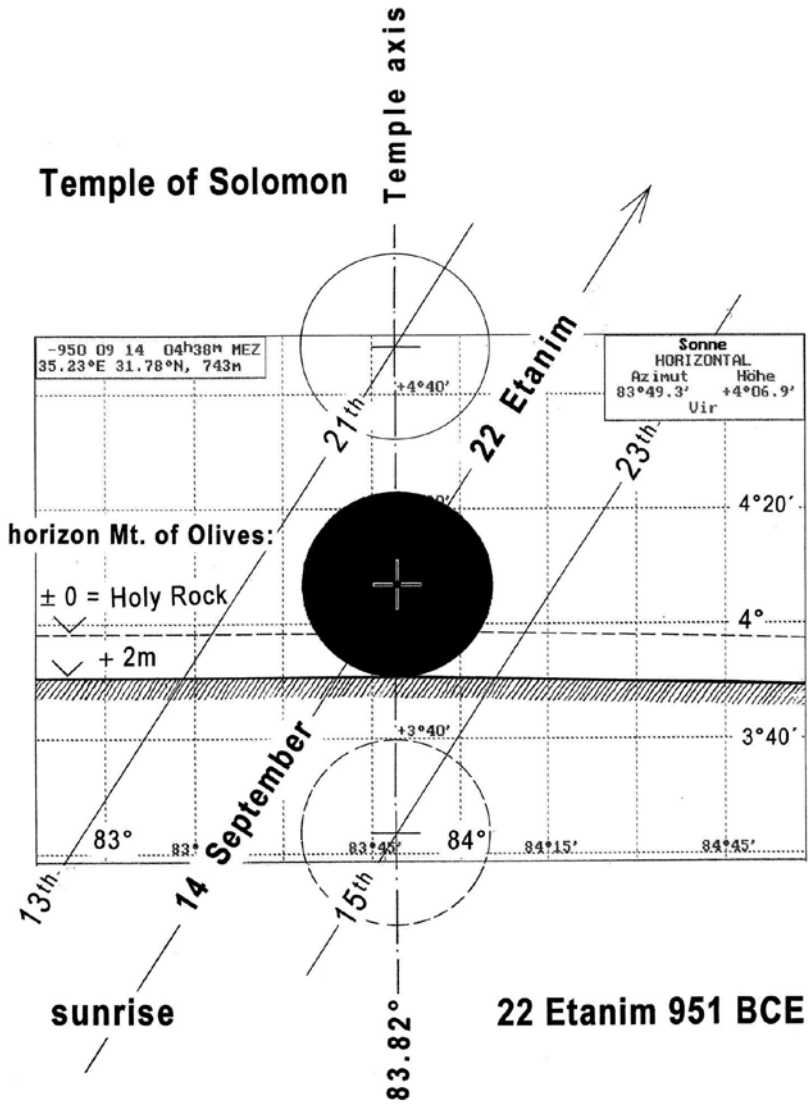 Temple axis
Temple of Solomon
-950 09 14 04h38m MEZ
35.23°E 31.78°N, 743m
Sonne
HORIZONTAL
Azimut Höhe
83°49.3' +4°06.9'
Vir
+4°40'
21th
22 Etanim
23th
4°20'
horizon Mt. of Olives:
± 0 = Holy Rock
4°
+ 2m
+3°40'
3°40'
83°
83°45'
84°
84°15'
84°45'
13th
14 September
15th
sunrise
83.82°
22 Etanim 951 BCE